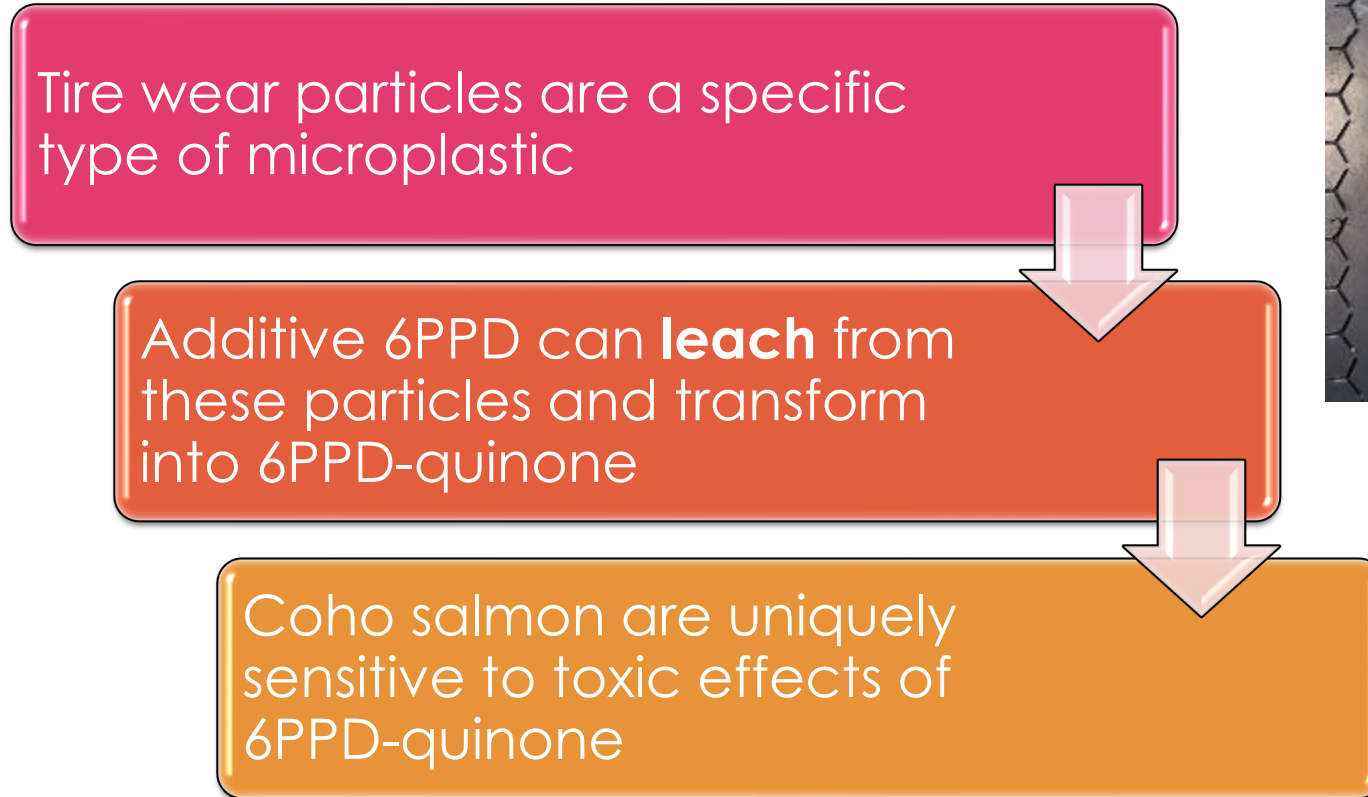 Tire wear particles are a specific
type of microplastic
Additive 6PPD can leach from
these particles and transform
into 6PPD-quinone
Coho salmon are uniquely
sensitive to toxic effects of
6PPD-quinone